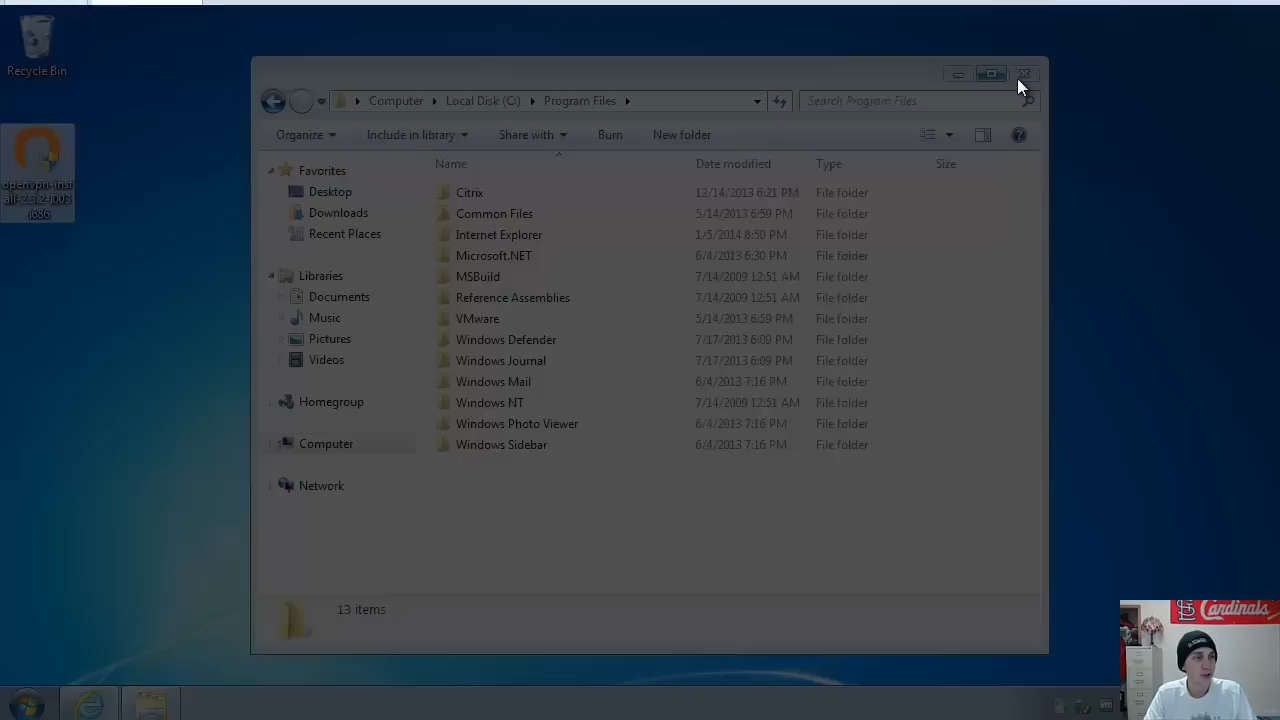 Recycle Bin
openvpn-inst
all-2.3.2-I003
-i686
Computer Local Disk (C:) Program Files Search Program Files
Organize Include in library Share with Burn New folder
Name Date modified Type Size
Favorites
Desktop
Downloads
Recent Places
Libraries
Documents
Music
Pictures
Videos
Homegroup
Computer
Network
Citrix 12/14/2013 6:21 PM File folder
Common Files 5/14/2013 6:59 PM File folder
Internet Explorer 1/5/2014 8:50 PM File folder
Microsoft.NET 6/4/2013 6:30 PM File folder
MSBuild 7/14/2009 12:51 AM File folder
Reference Assemblies 7/14/2009 12:51 AM File folder
VMware 5/14/2013 6:59 PM File folder
Windows Defender 7/17/2013 6:09 PM File folder
Windows Journal 7/17/2013 6:09 PM File folder
Windows Mail 6/4/2013 7:16 PM File folder
Windows NT 7/14/2009 12:51 AM File folder
Windows Photo Viewer 6/4/2013 7:16 PM File folder
Windows Sidebar 6/4/2013 7:16 PM File folder
13 items
Cardinals